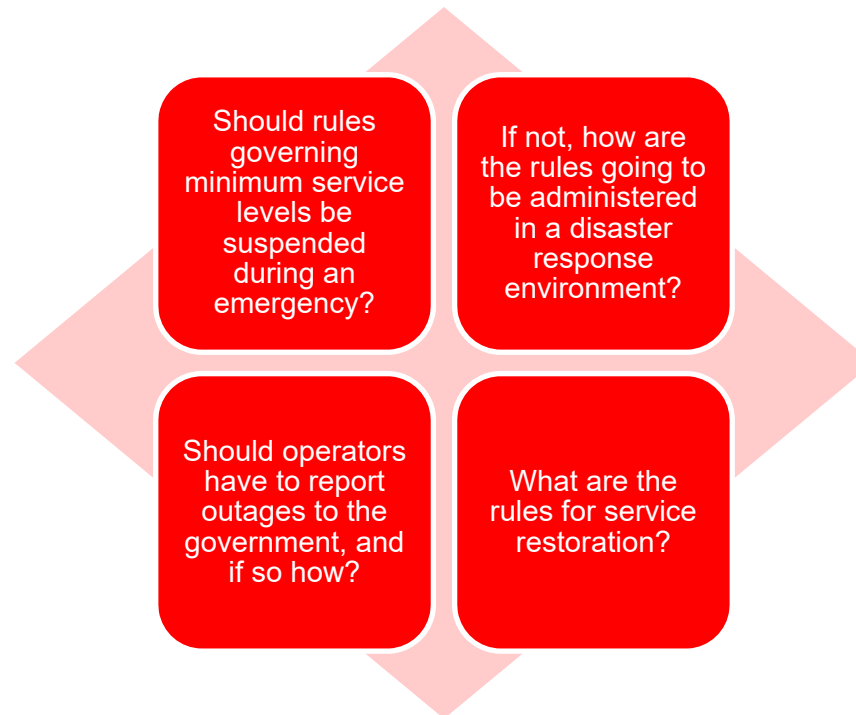 Should rules
governing
minimum service
levels be
suspended
during an
emergency?
If not, how are
the rules going to
be administered
in a disaster
response
environment?
Should operators
have to report
outages to the
government, and
if so how?
What are the
rules for service
restoration?